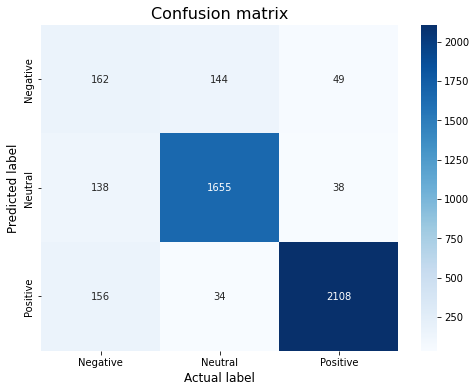 Confusion matrix
Predicted label
Negative
Neutral
Positive
162 144 49
138 1655 38
156 34 2108
Negative Neutral Positive
Actual label
2000
1750
1500
1250
1000
750
500
250